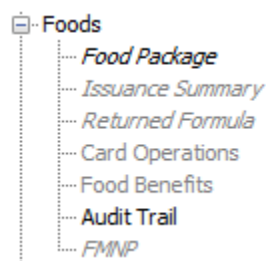 Foods
Food Package
Issuance Summary
Returned Formula
Card Operations
Food Benefits
Audit Trail
FMNP